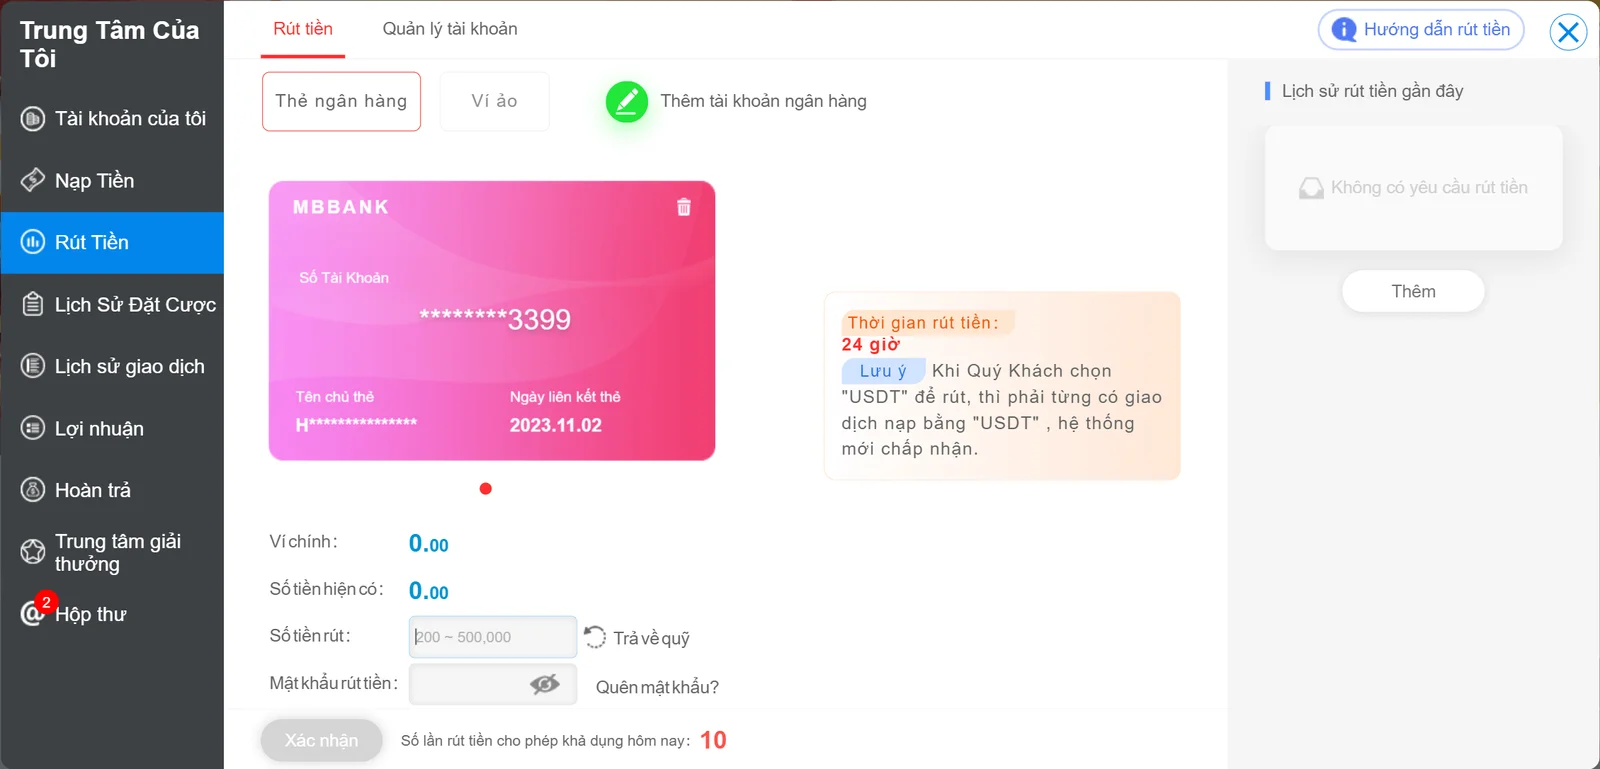 Trung Tâm Của
Tôi
Tài khoản của tôi
Nạp Tiền
Rút Tiền
Lịch Sử Đặt Cược
Lịch sử giao dịch
Lợi nhuận
Hoàn trả
Trung tâm giải
thưởng
2
Hộp thư
Rút tiền
Quản lý tài khoản
Hướng dẫn rút tiền
Thẻ ngân hàng
Ví ảo
Thêm tài khoản ngân hàng
MBBANK
Số Tài Khoản
********3399
Tên chủ thẻ
Ngày liên kết thẻ
H***************
2023.11.02
Thời gian rút tiền:
24 giờ
Lưu ý Khi Quý Khách chọn
"USDT" để rút, thì phải từng có giao
dịch nạp bằng "USDT" , hệ thống
mới chấp nhận.
Ví chính:
0.00
Số tiền hiện có:
0.00
Số tiền rút:
200 ~ 500,000
Trả về quỹ
Mật khẩu rút tiền:
Quên mật khẩu?
Xác nhận
Số lần rút tiền cho phép khả dụng hôm nay: 10
Lịch sử rút tiền gần đây
Không có yêu cầu rút tiền
Thêm